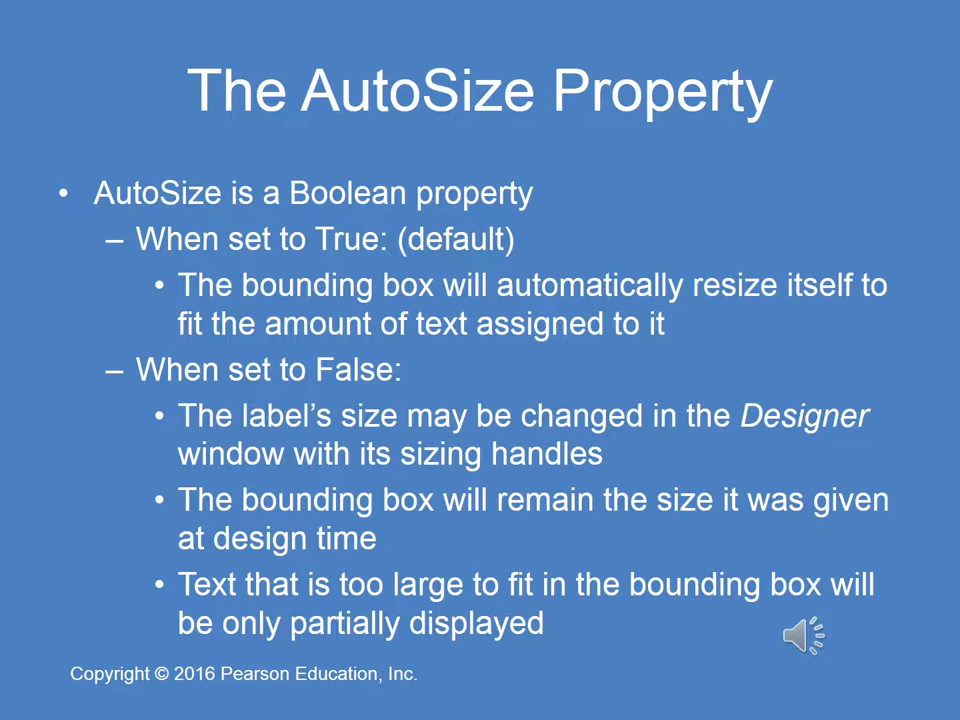 The AutoSize Property
• AutoSize is a Boolean property
– When set to True: (default)
• The bounding box will automatically resize itself to
fit the amount of text assigned to it
– When set to False:
• The label’s size may be changed in the Designer
window with its sizing handles
• The bounding box will remain the size it was given
at design time
• Text that is too large to fit in the bounding box will
be only partially displayed
Copyright © 2016 Pearson Education, Inc.